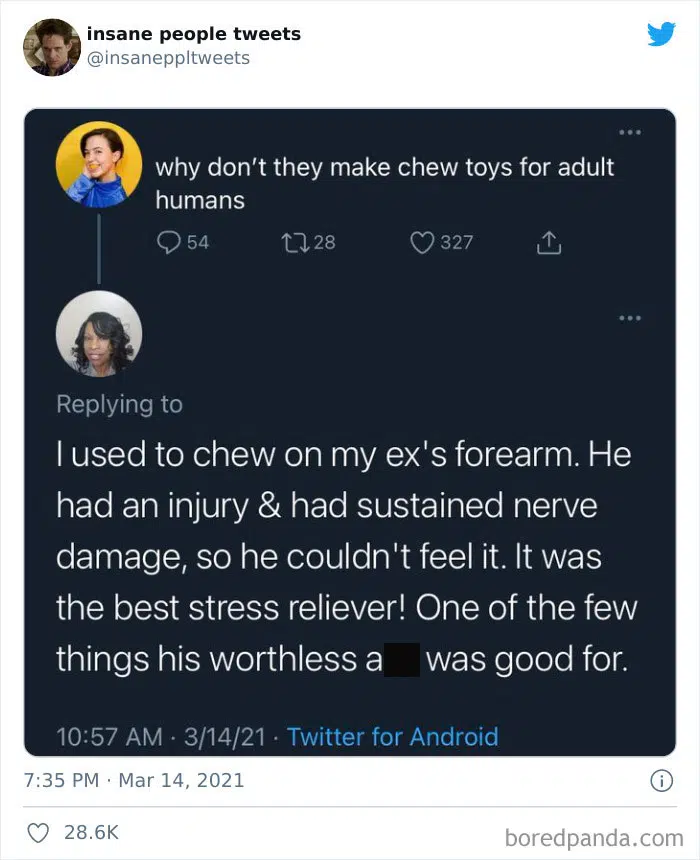 insane people tweets
@insaneppltweets
why don't they make chew toys for adult
humans
54 28 327
Replying to
I used to chew on my ex's forearm. He
had an injury & had sustained nerve
damage, so he couldn't feel it. It was
the best stress reliever! One of the few
things his worthless a was good for.
10:57 AM · 3/14/21 · Twitter for Android
7:35 PM · Mar 14, 2021
28.6K
boredpanda.com